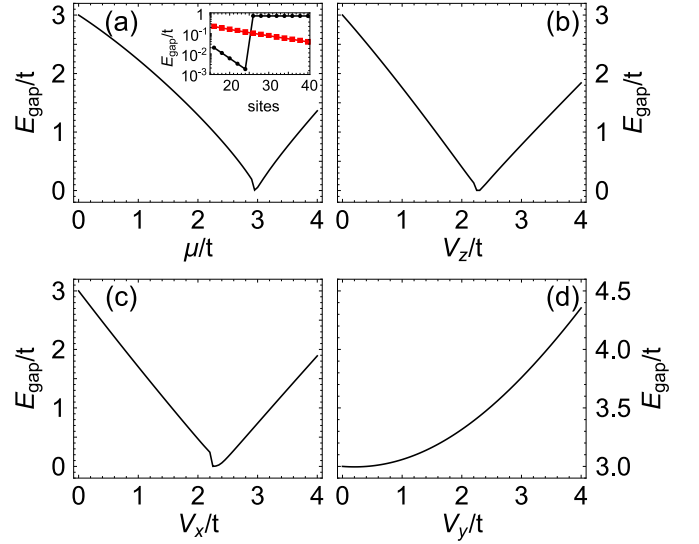 (a)
E_gap/t
3
2
1
0
0 1 2 3 4
μ/t
E_gap/t
1
10^-1
10^-2
10^-3
20 30 40
sites
(b)
3
2
1
0
E_gap/t
0 1 2 3 4
V_z/t
(c)
E_gap/t
3
2
1
0
0 1 2 3 4
V_x/t
(d)
4.5
4.0
3.5
3.0
E_gap/t
0 1 2 3 4
V_y/t